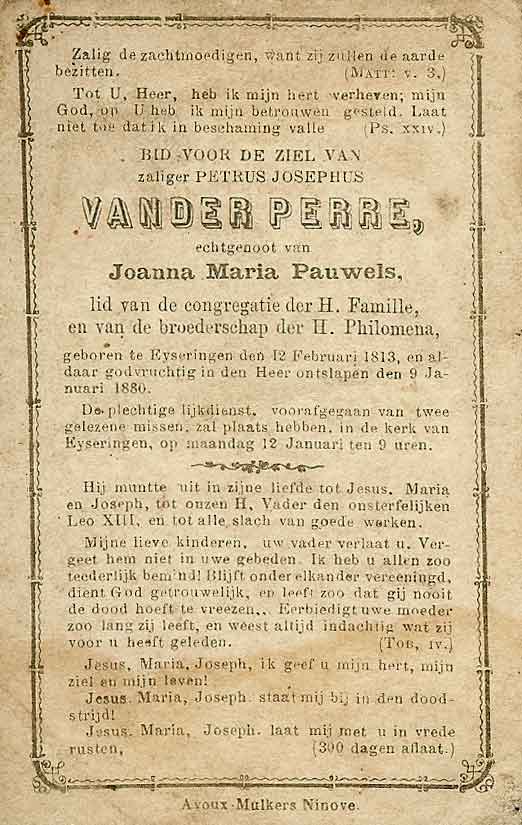 Zalig de zachtmoedigen, want zij zullen de aarde
bezitten. (MATT: v. 3.)
Tot U, Heer, heb ik mijn hert verheven; mijn
God, op U heb ik mijn betrouwen gesteld. Laat
niet toe dat ik in beschaming valle (Ps. XXIV.)
BID VOOR DE ZIEL VAN
zaliger PETRUS JOSEPHUS
VANDER PERRE,
echtgenoot van
Joanna Maria Pauwels,
lid van de congregatie der H. Famille,
en van de broederschap der H. Philomena,
geboren te Eyseringen den 12 Februari 1813, en al-
daar godvruchtig in den Heer ontslapen den 9 Ja-
nuari 1880.
De plechtige lijkdienst, voorafgegaan van twee
gelezene missen, zal plaats hebben, in de kerk van
Eyseringen, op maandag 12 Januari ten 9 uren.
Hij muntte uit in zijne liefde tot Jesus, Maria
en Joseph, tot onzen H. Vader den onsterfelijken
Leo XIII, en tot alle slach van goede werken.
Mijne lieve kinderen, uw vader verlaat u. Ver-
geet hem niet in uwe gebeden. Ik heb u allen zoo
teederlijk bemind! Blijft onder elkander vereenigd,
dient God getrouwelijk, en leeft zoo dat gij nooit
de dood hoeft te vreezen... Eerbiedigt uwe moeder
zoo lang zij leeft, en weest altijd indachtig wat zij
voor u heeft geleden. (TOB, IV.)
Jesus, Maria, Joseph, ik geef u mijn hert, mijn
ziel en mijn leven!
Jesus, Maria, Joseph, staat mij bij in den dood-
strijd!
Jesus, Maria, Joseph, laat mij met u in vrede
rusten, (300 dagen aflaat.)
Avoux-Mulkers Ninove.